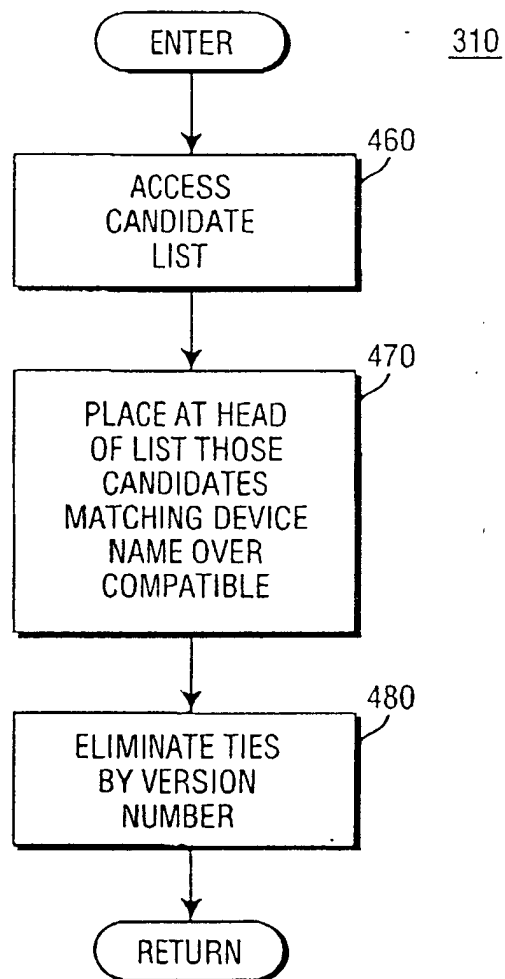 ENTER
310
460
ACCESS
CANDIDATE
LIST
470
PLACE AT HEAD
OF LIST THOSE
CANDIDATES
MATCHING DEVICE
NAME OVER
COMPATIBLE
480
ELIMINATE TIES
BY VERSION
NUMBER
RETURN